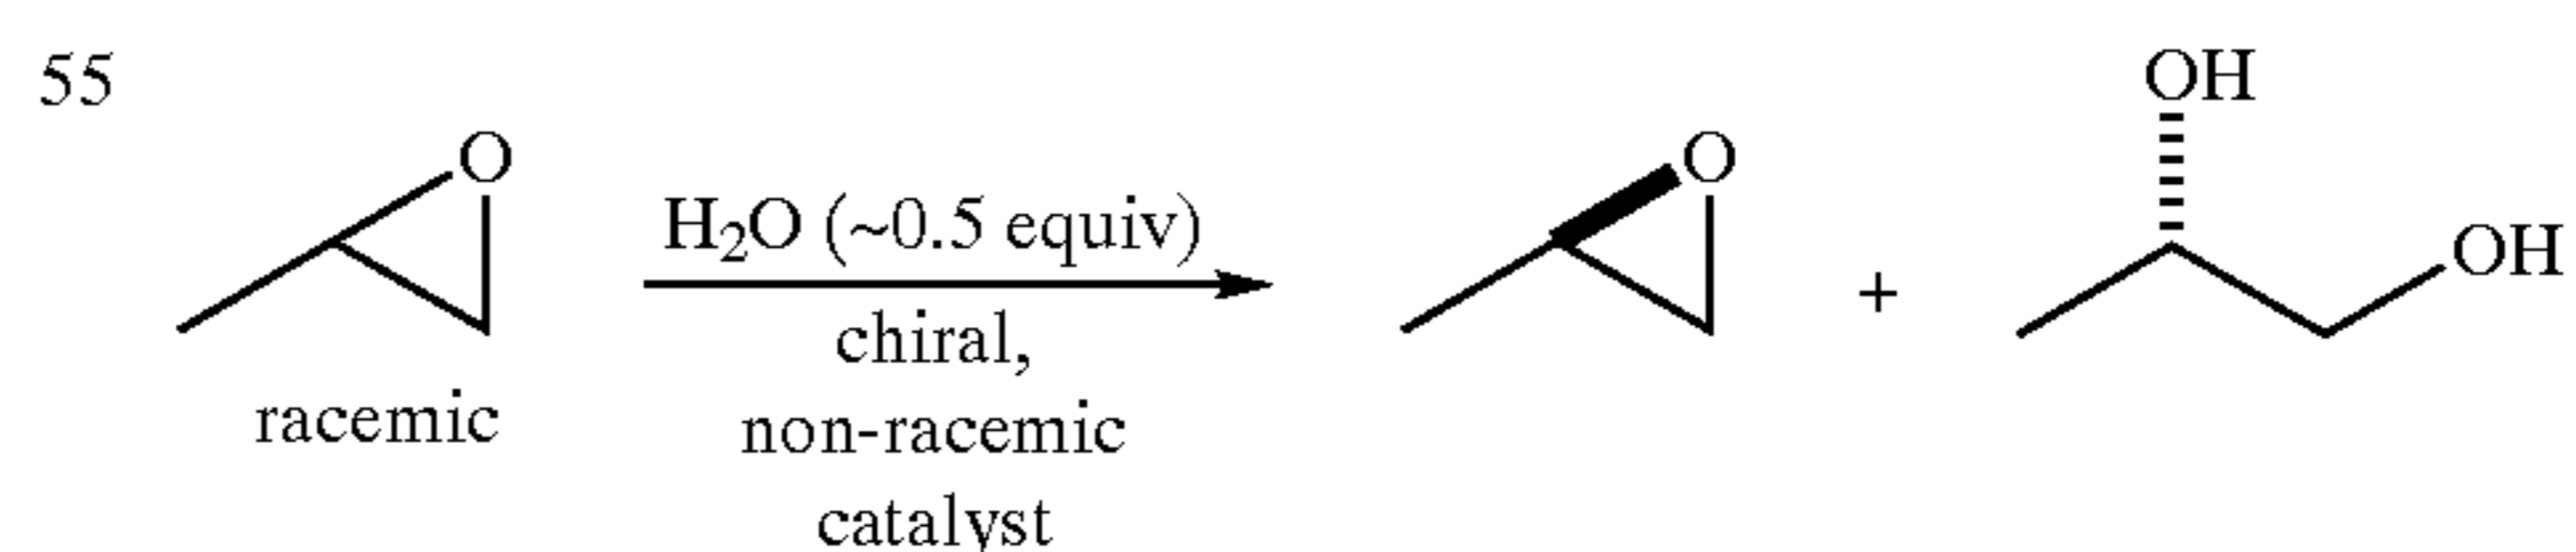 55
O
racemic
H₂O (~0.5 equiv)
chiral,
non-racemic
catalyst
O
+
OH
OH